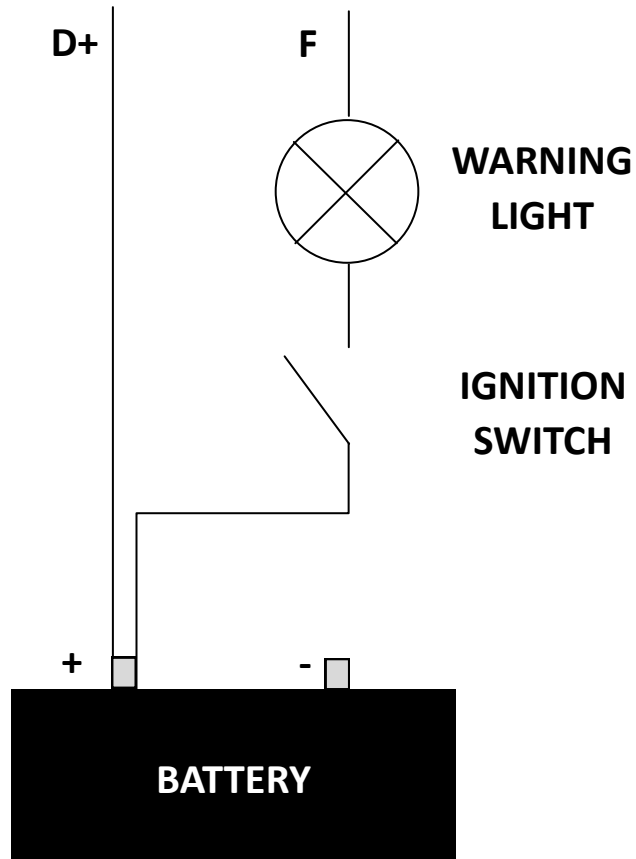 D+
F
WARNING
LIGHT
IGNITION
SWITCH
+
-
BATTERY